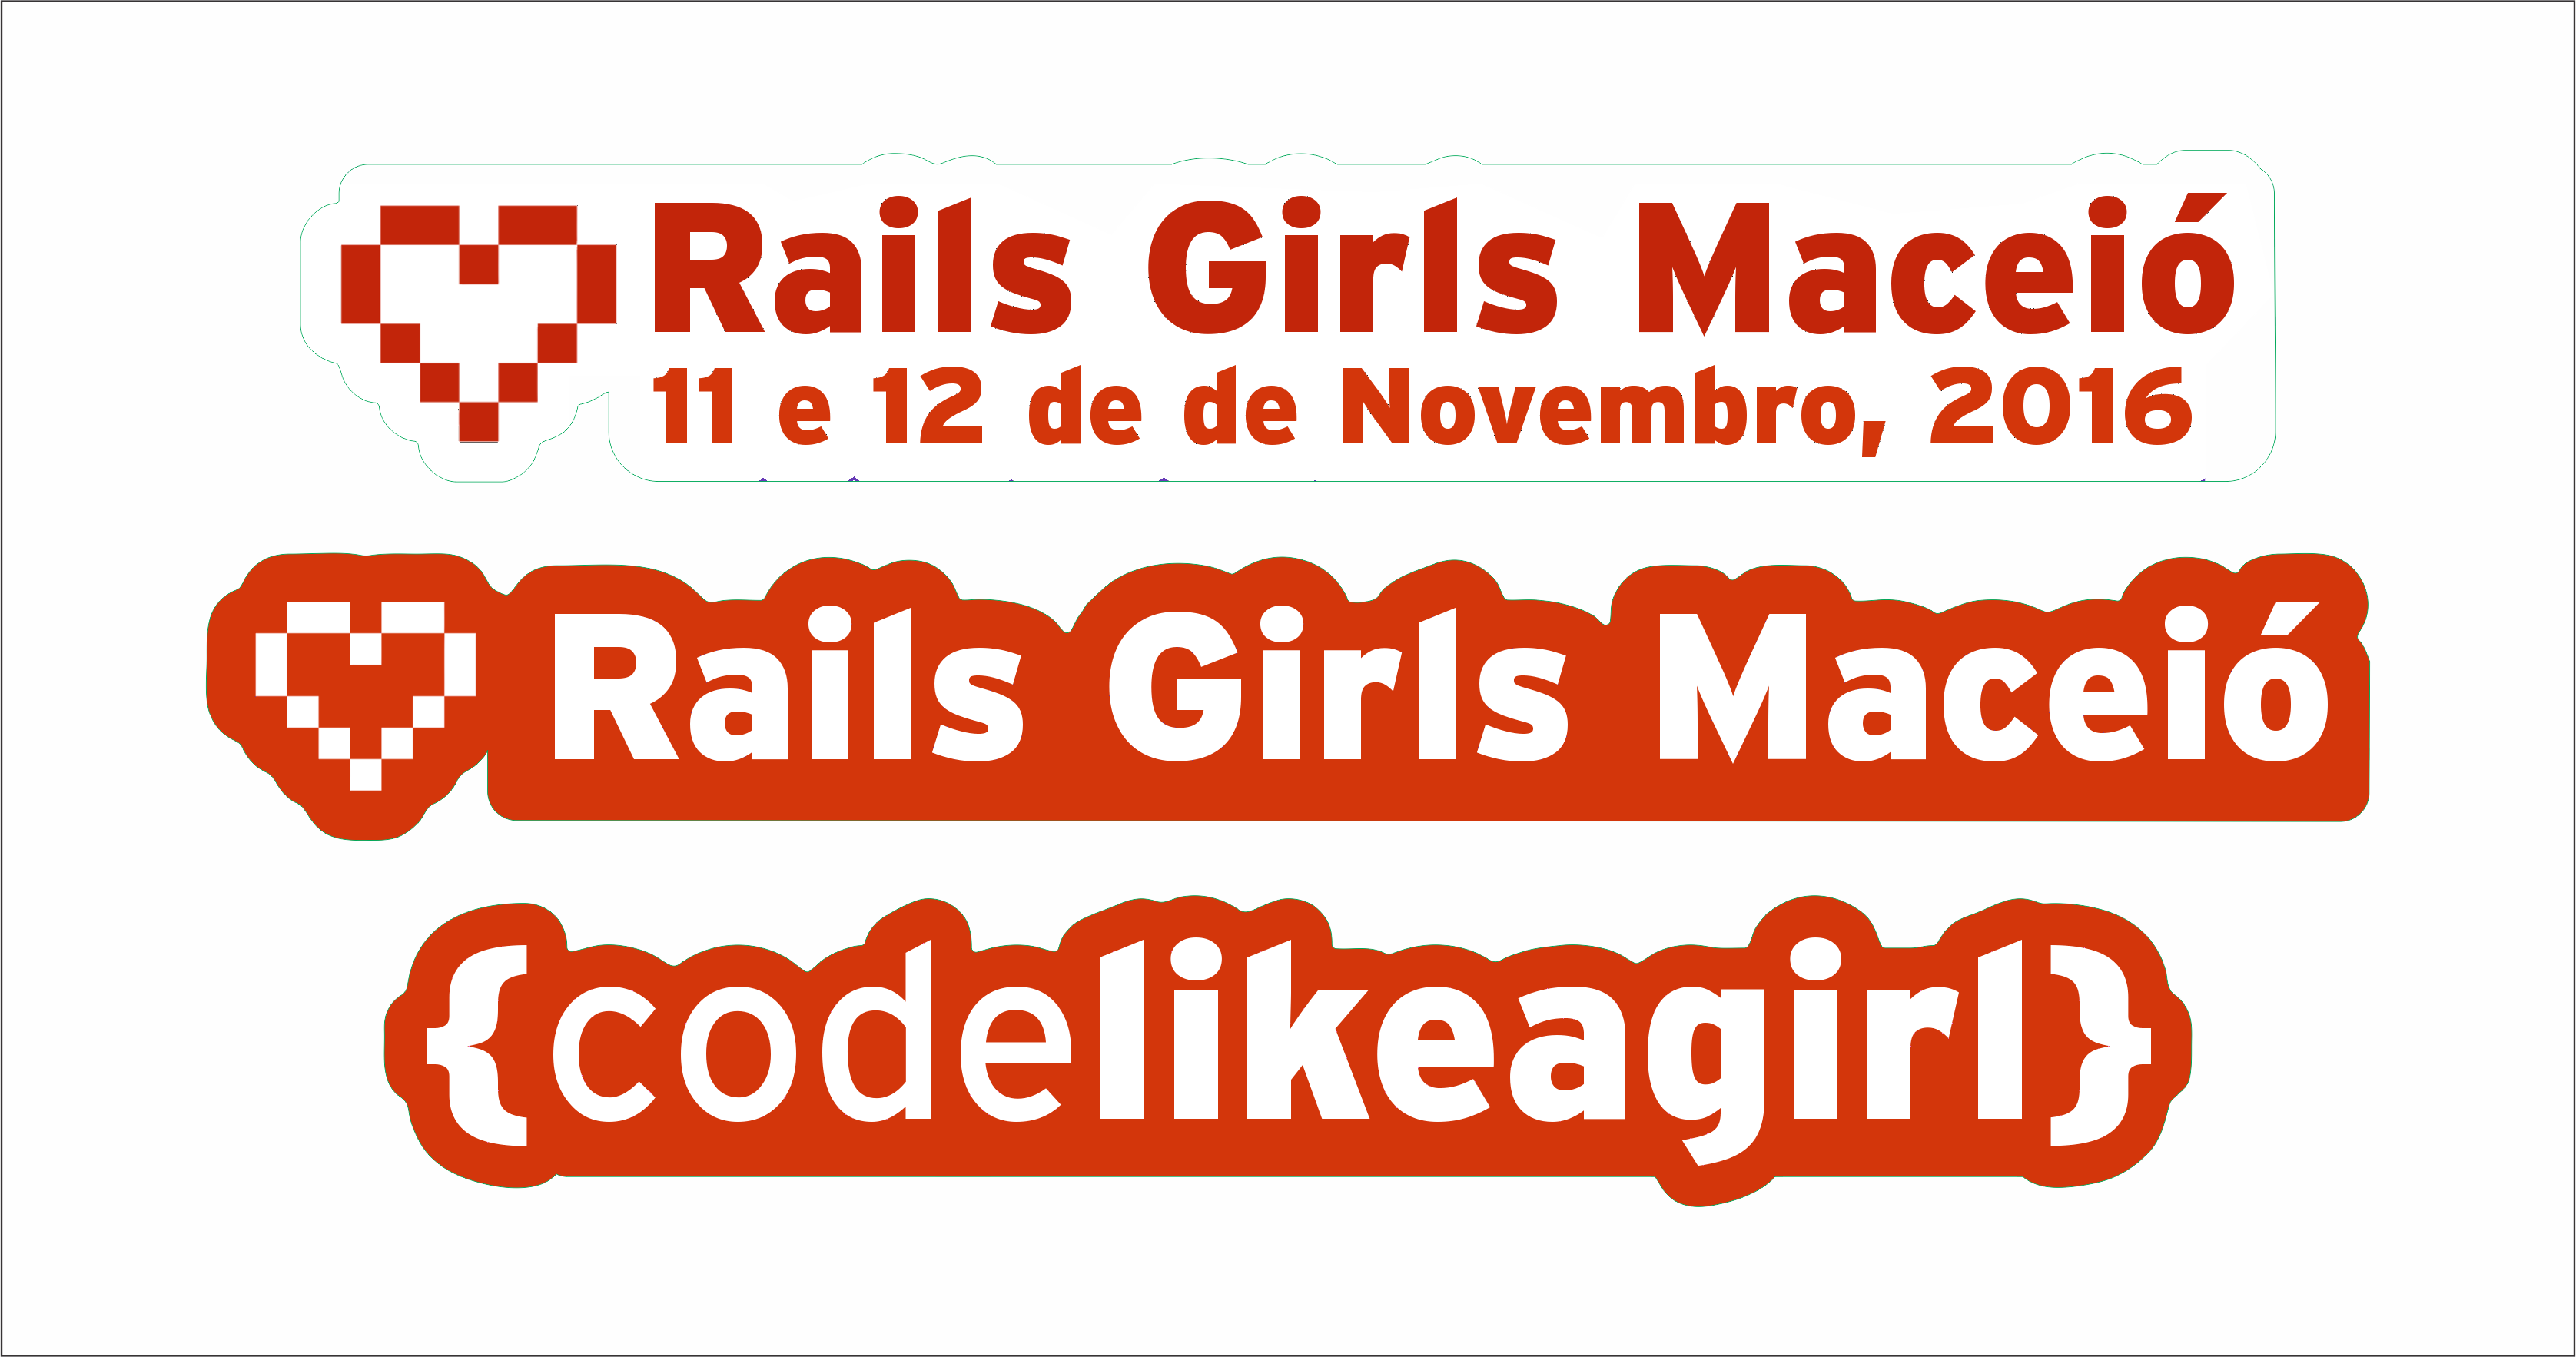 Rails Girls Maceió
11 e 12 de de Novembro, 2016
Rails Girls Maceió
{codelikeagirl}